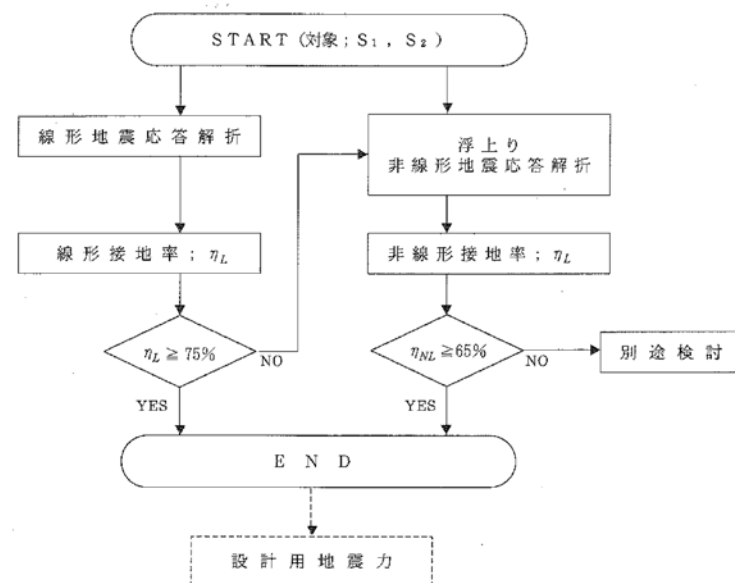 START(対象;S₁,S₂)
線形地震応答解折
浮上り
非線形地震応答解折
線形接地率;η_L
非線形接地率;η_L
η_L≧75%
NO
η_NL≧65%
NO
別途検討
YES
YES
END
設計用地震力